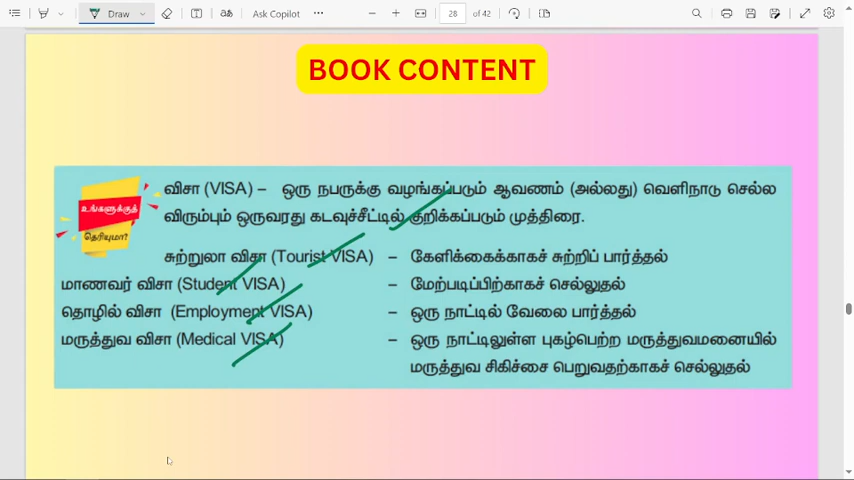 Draw
Ask Copilot
28 of 42
BOOK CONTENT
உங்களுக்குத்
தெரியுமா?
விசா (VISA) – ஒரு நபருக்கு வழங்கப்படும் ஆவணம் (அல்லது) வெளிநாடு செல்ல
விரும்பும் ஒருவரது கடவுச்சீட்டில் குறிக்கப்படும் முத்திரை.
சுற்றுலா விசா (Tourist VISA) – கேளிக்கைக்காகச் சுற்றிப் பார்த்தல்
மாணவர் விசா (Student VISA) – மேற்படிப்பிற்காகச் செல்லுதல்
தொழில் விசா (Employment VISA) – ஒரு நாட்டில் வேலை பார்த்தல்
மருத்துவ விசா (Medical VISA) – ஒரு நாட்டிலுள்ள புகழ்பெற்ற மருத்துவமனையில்
மருத்துவ சிகிச்சை பெறுவதற்காகச் செல்லுதல்